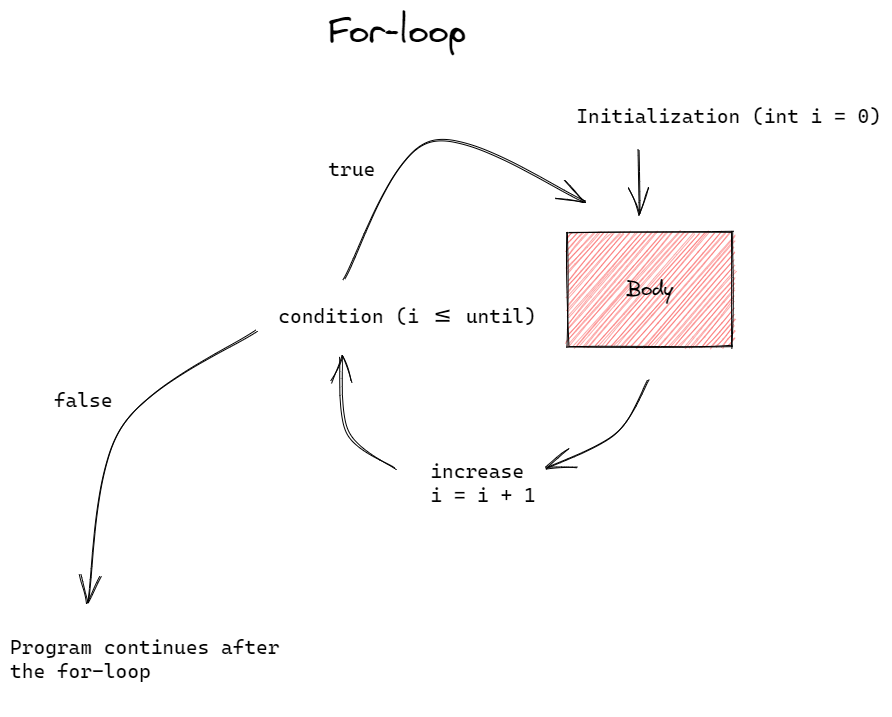 For-loop
Initialization (int i = 0)
true
Body
condition (i ≤ until)
false
increase
i = i + 1
Program continues after
the for-loop